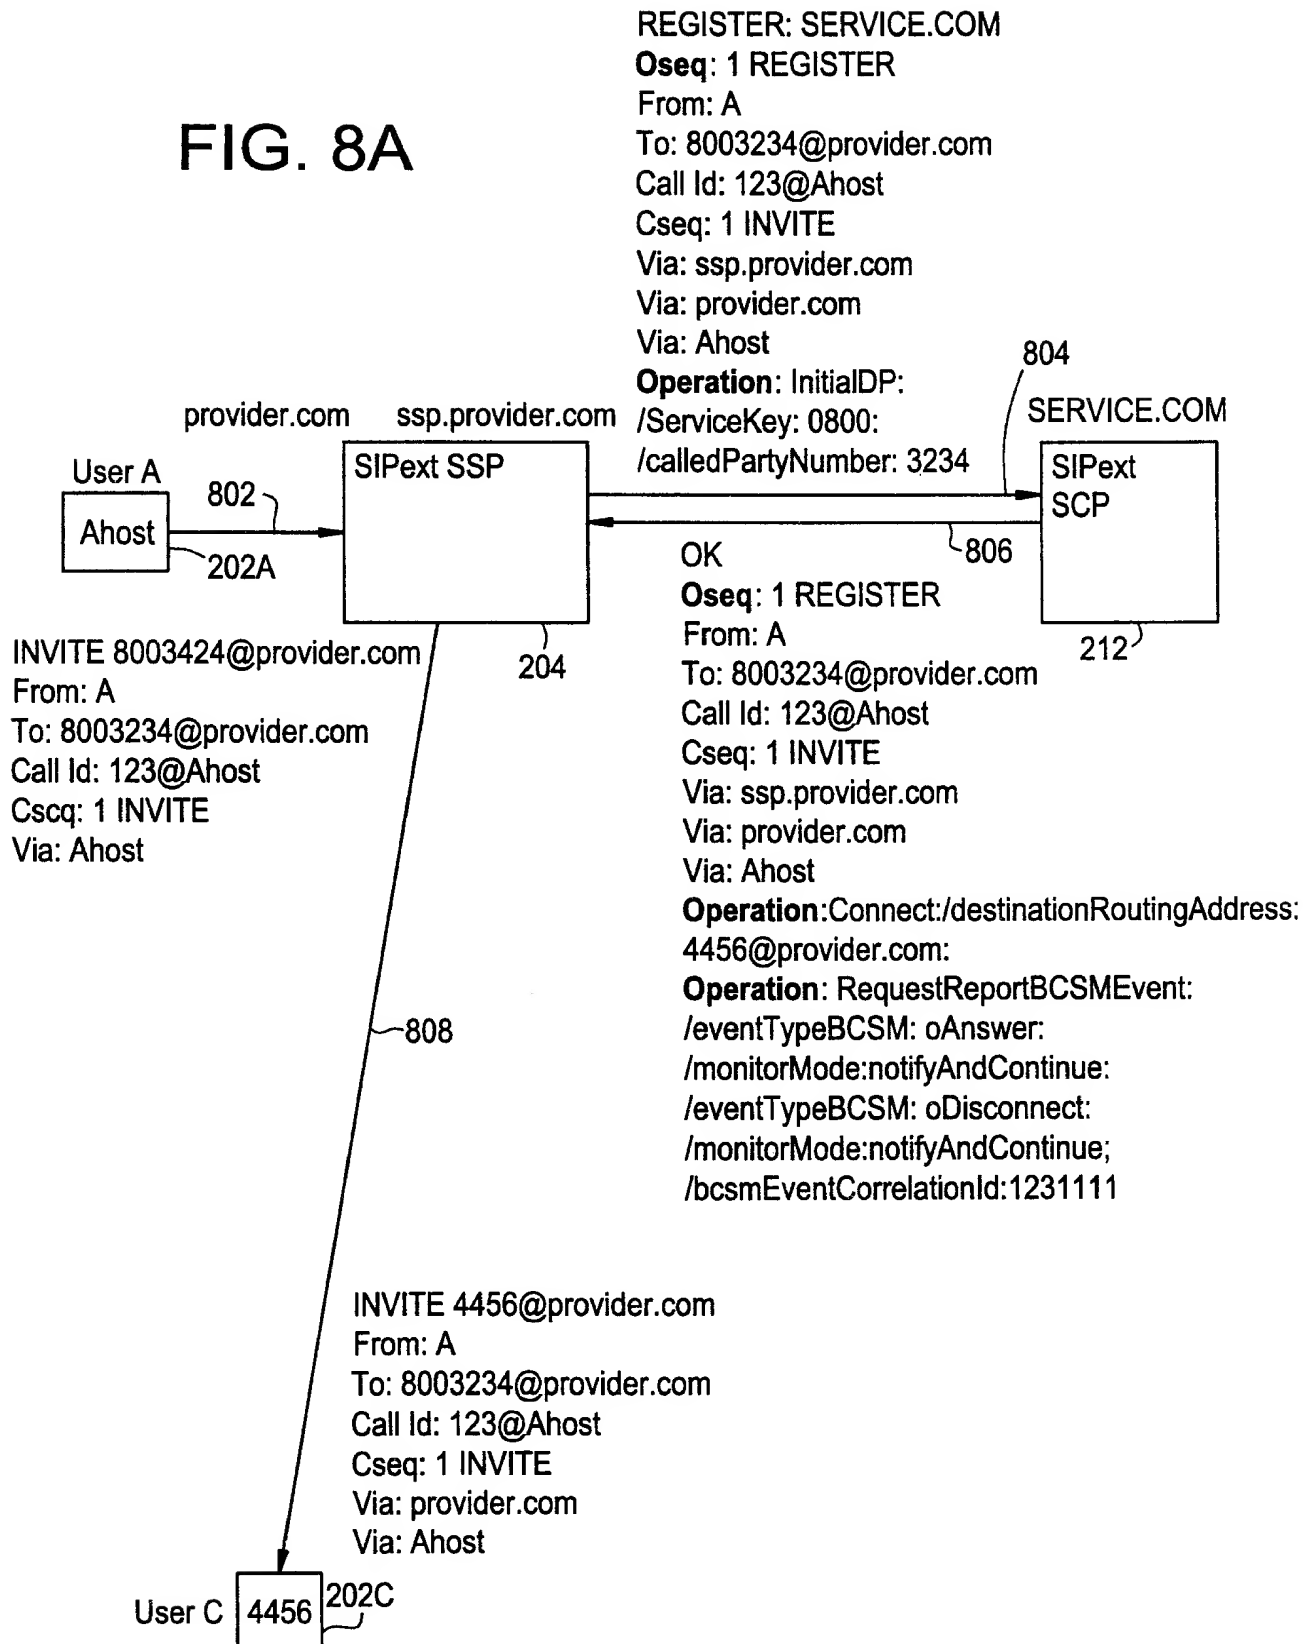 REGISTER: SERVICE.COM
Oseq: 1 REGISTER
From: A
To: 8003234@provider.com
Call Id: 123@Ahost
Cseq: 1 INVITE
Via: ssp.provider.com
Via: provider.com
Via: Ahost
Operation: InitialDP:
/ServiceKey: 0800:
/calledPartyNumber: 3234
FIG. 8A
804
provider.com
ssp.provider.com
SERVICE.COM
User A
Ahost
802
202A
SIPext SSP
204
SIPext
SCP
212
806
INVITE 8003424@provider.com
From: A
To: 8003234@provider.com
Call Id: 123@Ahost
Cscq: 1 INVITE
Via: Ahost
OK
Oseq: 1 REGISTER
From: A
To: 8003234@provider.com
Call Id: 123@Ahost
Cseq: 1 INVITE
Via: ssp.provider.com
Via: provider.com
Via: Ahost
Operation:Connect:/destinationRoutingAddress:
4456@provider.com:
Operation: RequestReportBCSMEvent:
/eventTypeBCSM: oAnswer:
/monitorMode:notifyAndContinue:
/eventTypeBCSM: oDisconnect:
/monitorMode:notifyAndContinue;
/bcsmEventCorrelationId:1231111
808
INVITE 4456@provider.com
From: A
To: 8003234@provider.com
Call Id: 123@Ahost
Cseq: 1 INVITE
Via: provider.com
Via: Ahost
User C
4456
202C